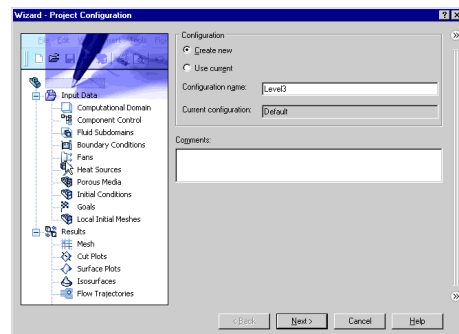 Wizard - Project Configuration
Input Data
Computational Domain
Component Control
Fluid Subdomains
Boundary Conditions
Fans
Heat Sources
Porous Media
Initial Conditions
Goals
Local Initial Meshes
Results
Mesh
Cut Plots
Surface Plots
Isosurfaces
Flow Trajectories
Configuration
Create new
Use current
Configuration name:
Level3
Current configuration:
Default
Comments:
< Back
Next >
Cancel
Help